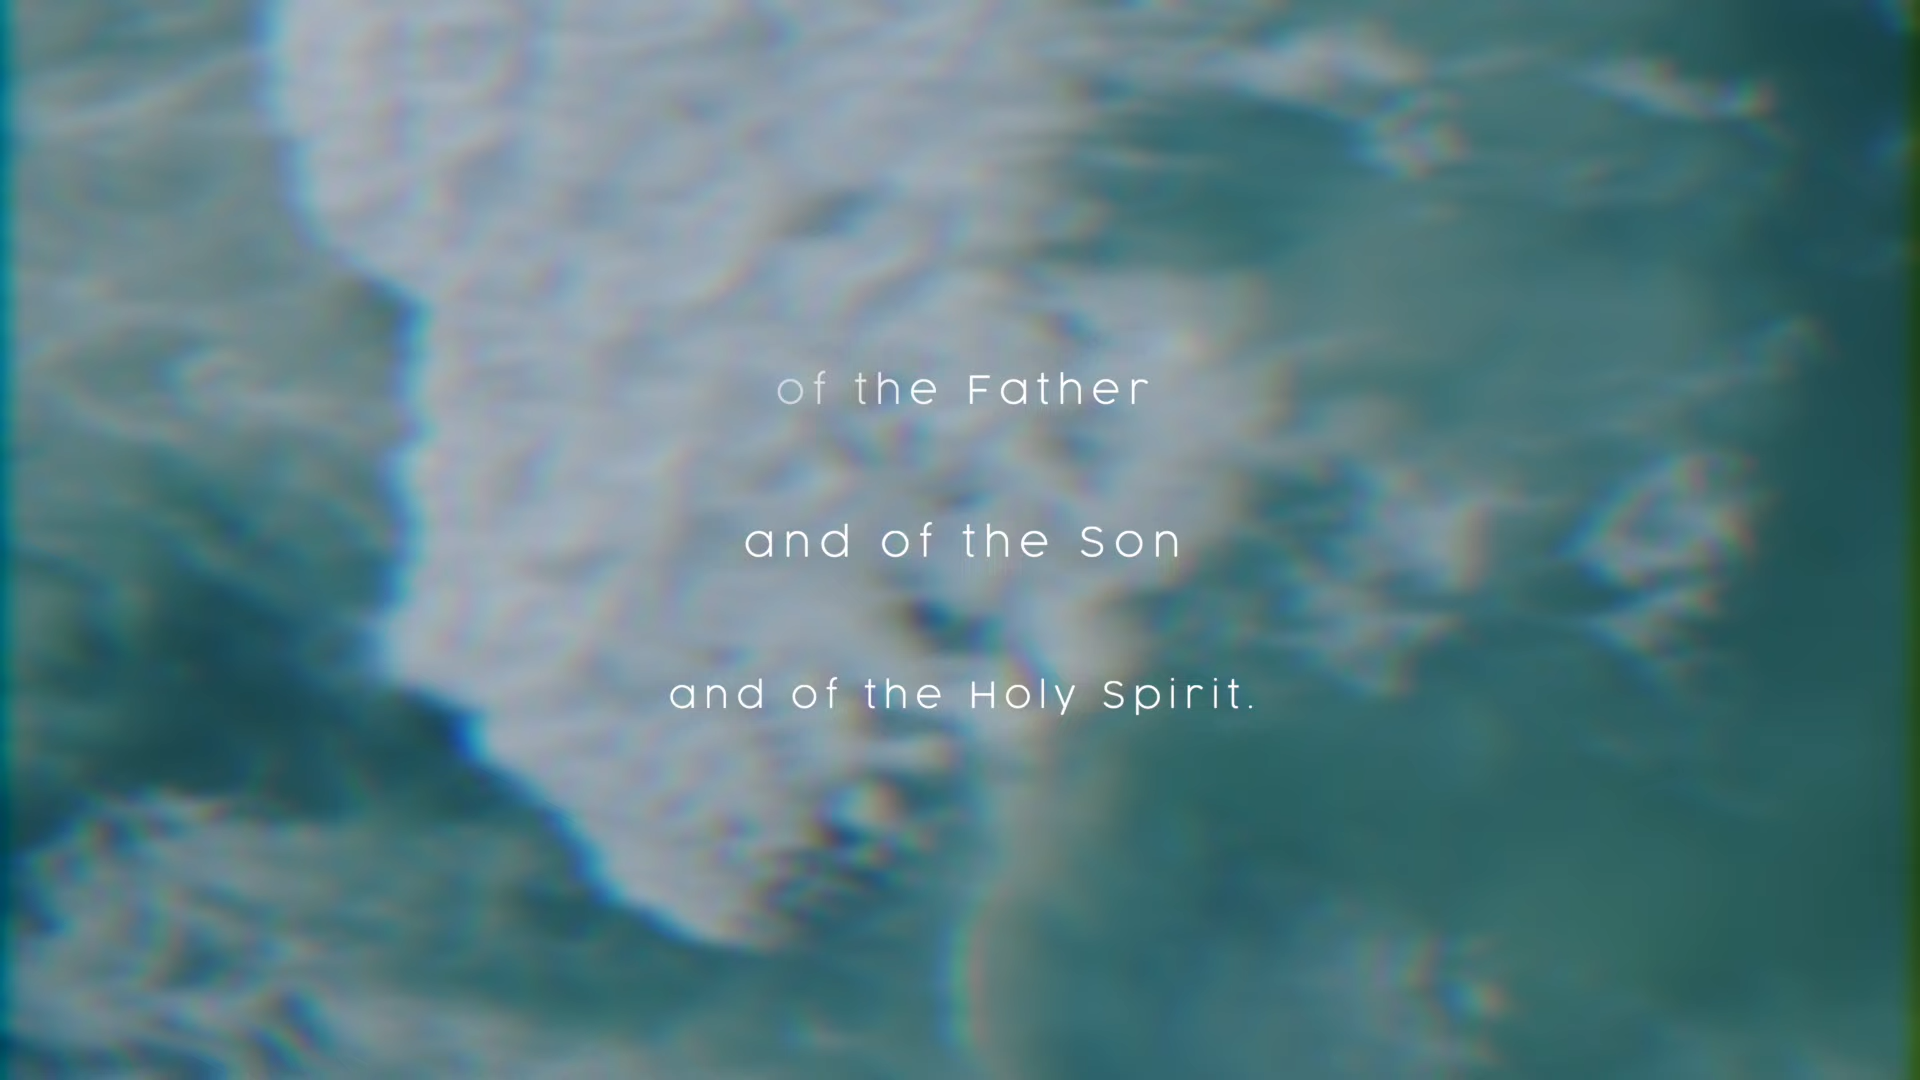 of the Father
and of the Son
and of the Holy Spirit.